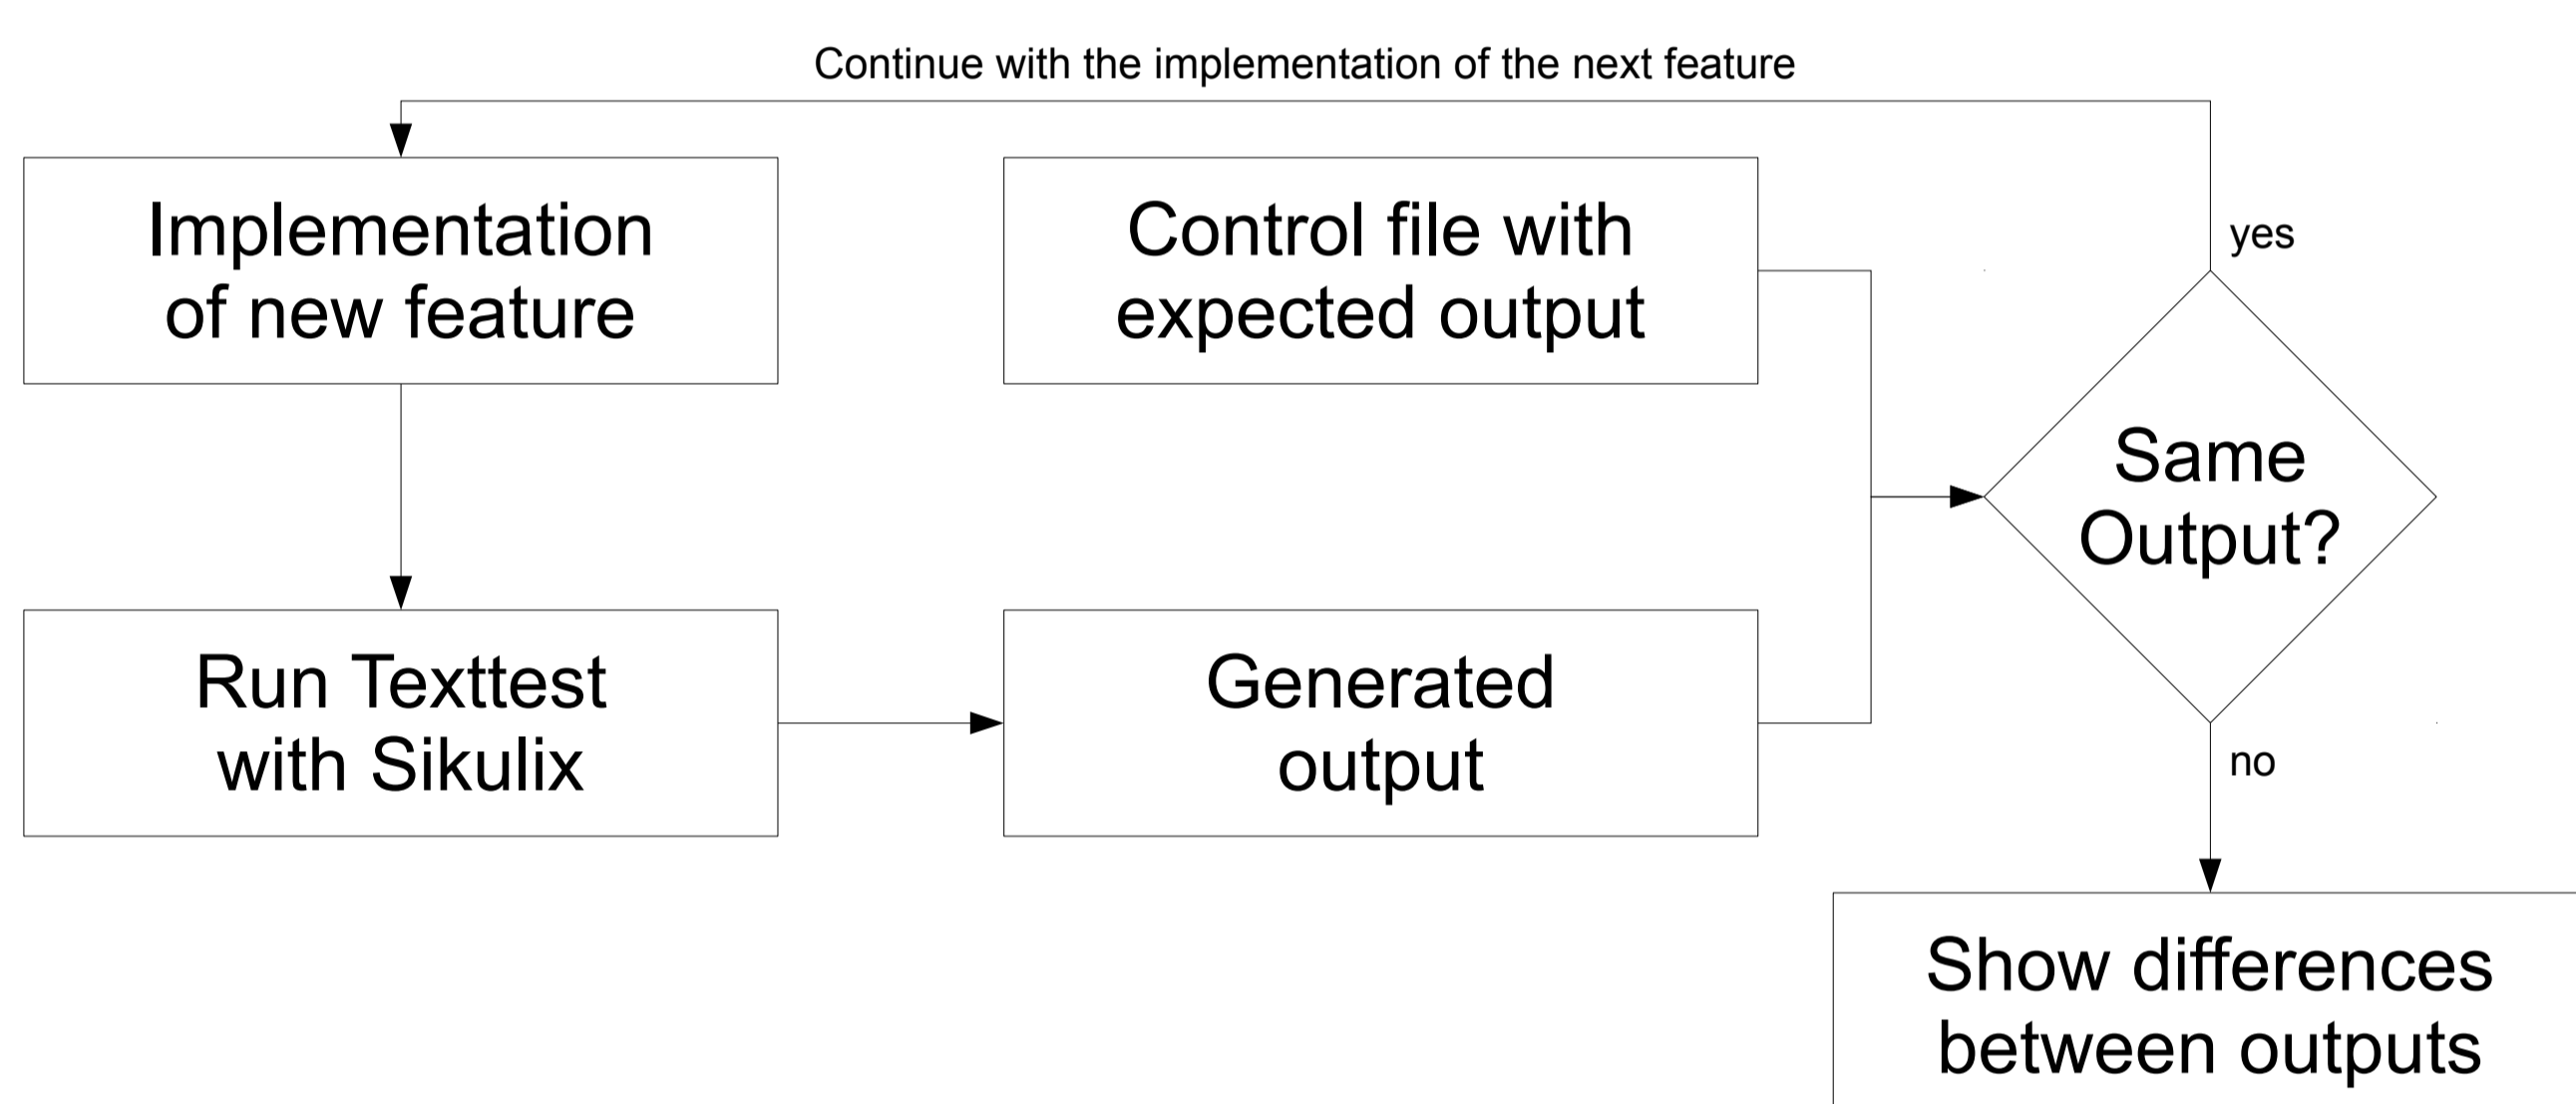 Continue with the implementation of the next feature
Implementation
of new feature
Control file with
expected output
yes
Same
Output?
Run Texttest
with Sikulix
Generated
output
no
Show differences
between outputs